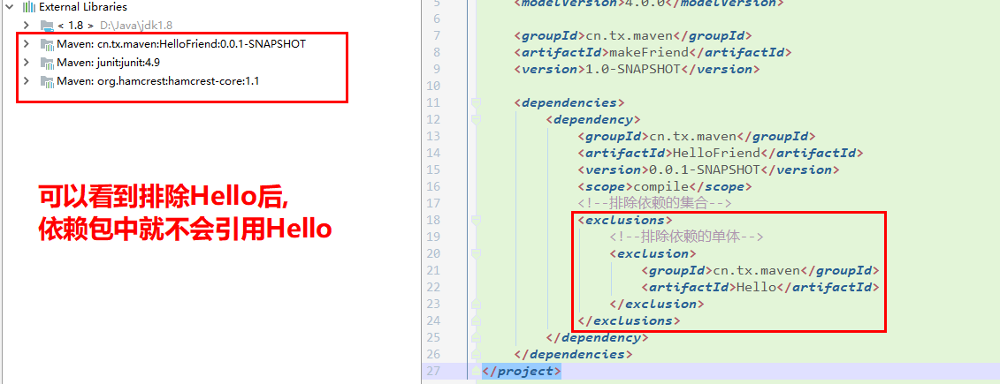 External Libraries
< 1.8 > D:\Java\jdk1.8
Maven: cn.tx.maven:HelloFriend:0.0.1-SNAPSHOT
Maven: junit:junit:4.9
Maven: org.hamcrest:hamcrest-core:1.1
可以看到排除Hello后,
依赖包中就不会引用Hello
5 <modelVersion>4.0.0</modelVersion>
6
7 <groupId>cn.tx.maven</groupId>
8 <artifactId>makeFriend</artifactId>
9 <version>1.0-SNAPSHOT</version>
10
11 <dependencies>
12 <dependency>
13 <groupId>cn.tx.maven</groupId>
14 <artifactId>HelloFriend</artifactId>
15 <version>0.0.1-SNAPSHOT</version>
16 <scope>compile</scope>
17 <!--排除依赖的集合-->
18 <exclusions>
19 <!--排除依赖的单体-->
20 <exclusion>
21 <groupId>cn.tx.maven</groupId>
22 <artifactId>Hello</artifactId>
23 </exclusion>
24 </exclusions>
25 </dependency>
26 </dependencies>
27 </project>